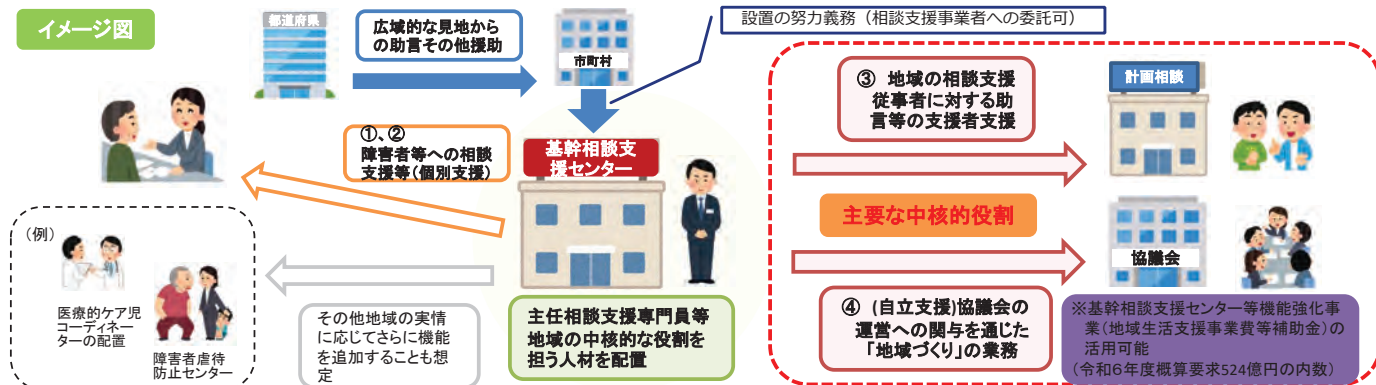 イメージ図
都道府県
広域的な見地から
の助言その他援助
市町村
設置の努力義務（相談支援事業者への委託可）
①、②
障害者等への相談
支援等(個別支援)
基幹相談支
援センター
主任相談支援専門員等
地域の中核的な役割を
担う人材を配置
（例）
医療的ケア児
コーディネー
ターの配置
障害者虐待
防止センター
その他地域の実情
に応じてさらに機能
を追加することも想
定
③ 地域の相談支援
従事者に対する助
言等の支援者支援
計画相談
主要な中核的役割
協議会
④ (自立支援)協議会の
運営への関与を通じた
「地域づくり」の業務
※基幹相談支援センター等機能強化事
業(地域生活支援事業費等補助金）の
活用可能
（令和６年度概算要求524億円の内数）